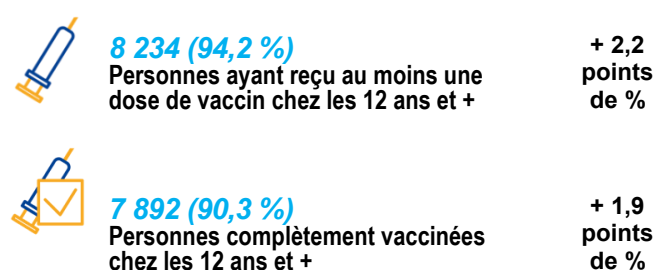 8 234 (94,2 %)
Personnes ayant reçu au moins une
dose de vaccin chez les 12 ans et +
+ 2,2
points
de %
7 892 (90,3 %)
Personnes complètement vaccinées
chez les 12 ans et +
+ 1,9
points
de %